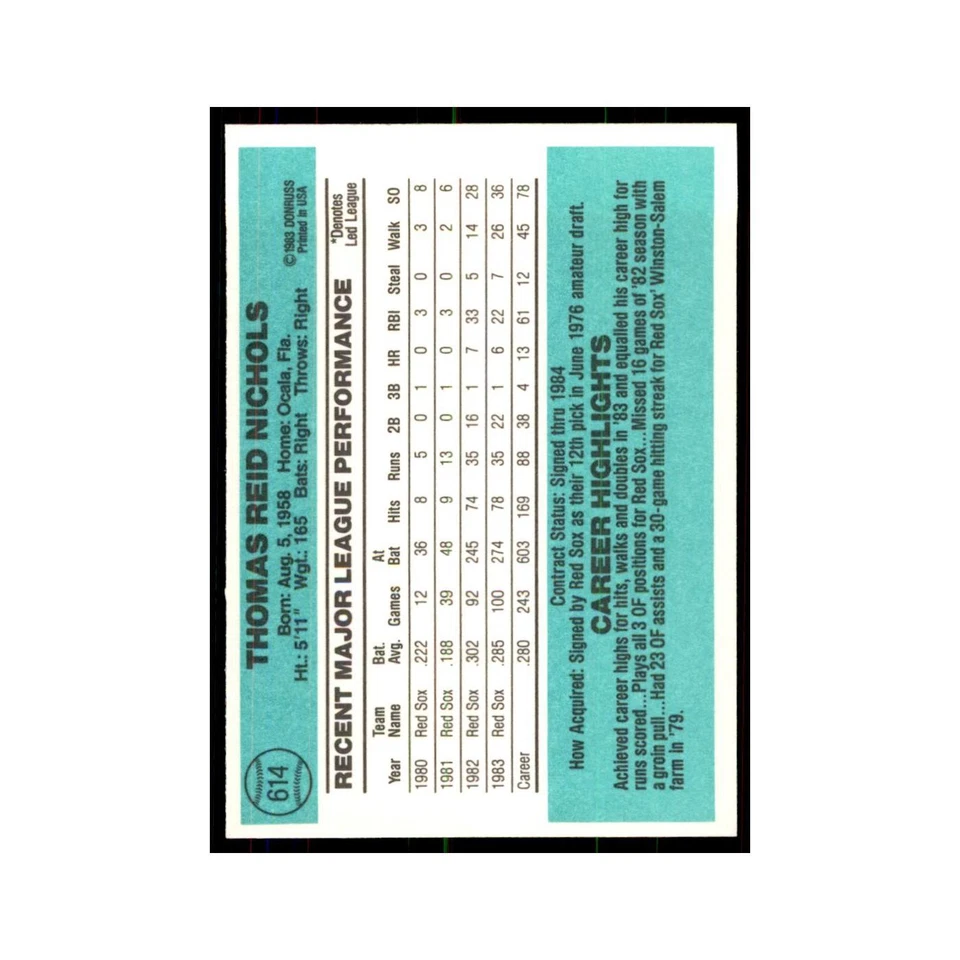 614
THOMAS REID NICHOLS
Born: Aug. 5, 1958 Home: Ocala, Fla.
Ht.: 5'11" Wgt.: 165 Bats: Right Throws: Right
©1983 DONRUSS
Printed in USA
RECENT MAJOR LEAGUE PERFORMANCE
*Denotes
Led League
Year Team Name Bat. Avg. Games At Bat Hits Runs 2B 3B HR RBI Steal Walk SO
1980 Red Sox .222 12 36 8 5 0 1 0 3 0 3 8
1981 Red Sox .188 39 48 9 13 0 1 0 3 0 2 6
1982 Red Sox .302 92 245 74 35 16 1 7 33 5 14 28
1983 Red Sox .285 100 274 78 35 22 1 6 22 7 26 36
Career .280 243 603 169 88 38 4 13 61 12 45 78
Contract Status: Signed thru 1984
How Acquired: Signed by Red Sox as their 12th pick in June 1976 amateur draft.
CAREER HIGHLIGHTS
Achieved career highs for hits, walks and doubles in '83 and equalled his career high for
runs scored...Plays all 3 OF positions for Red Sox...Missed 16 games of '82 season with
a groin pull...Had 23 OF assists and a 30-game hitting streak for Red Sox' Winston-Salem
farm in '79.